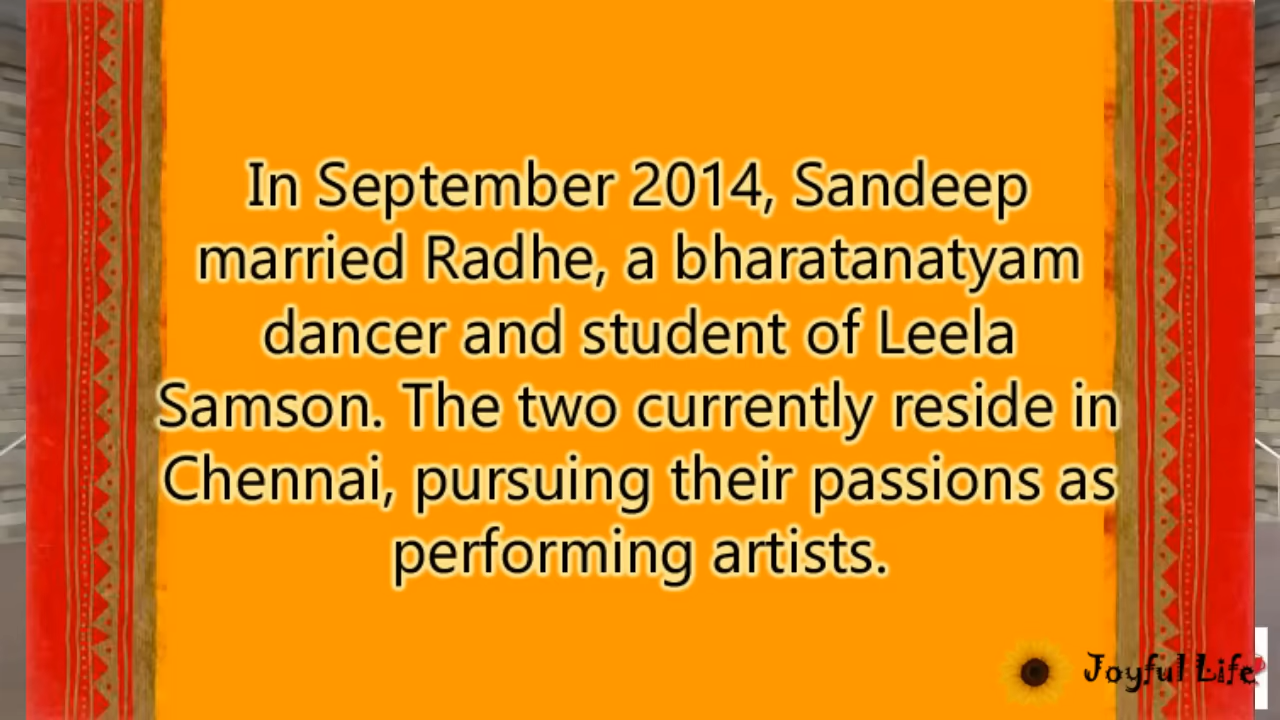 In September 2014, Sandeep
married Radhe, a bharatanatyam
dancer and student of Leela
Samson. The two currently reside in
Chennai, pursuing their passions as
performing artists.
Joyful Life